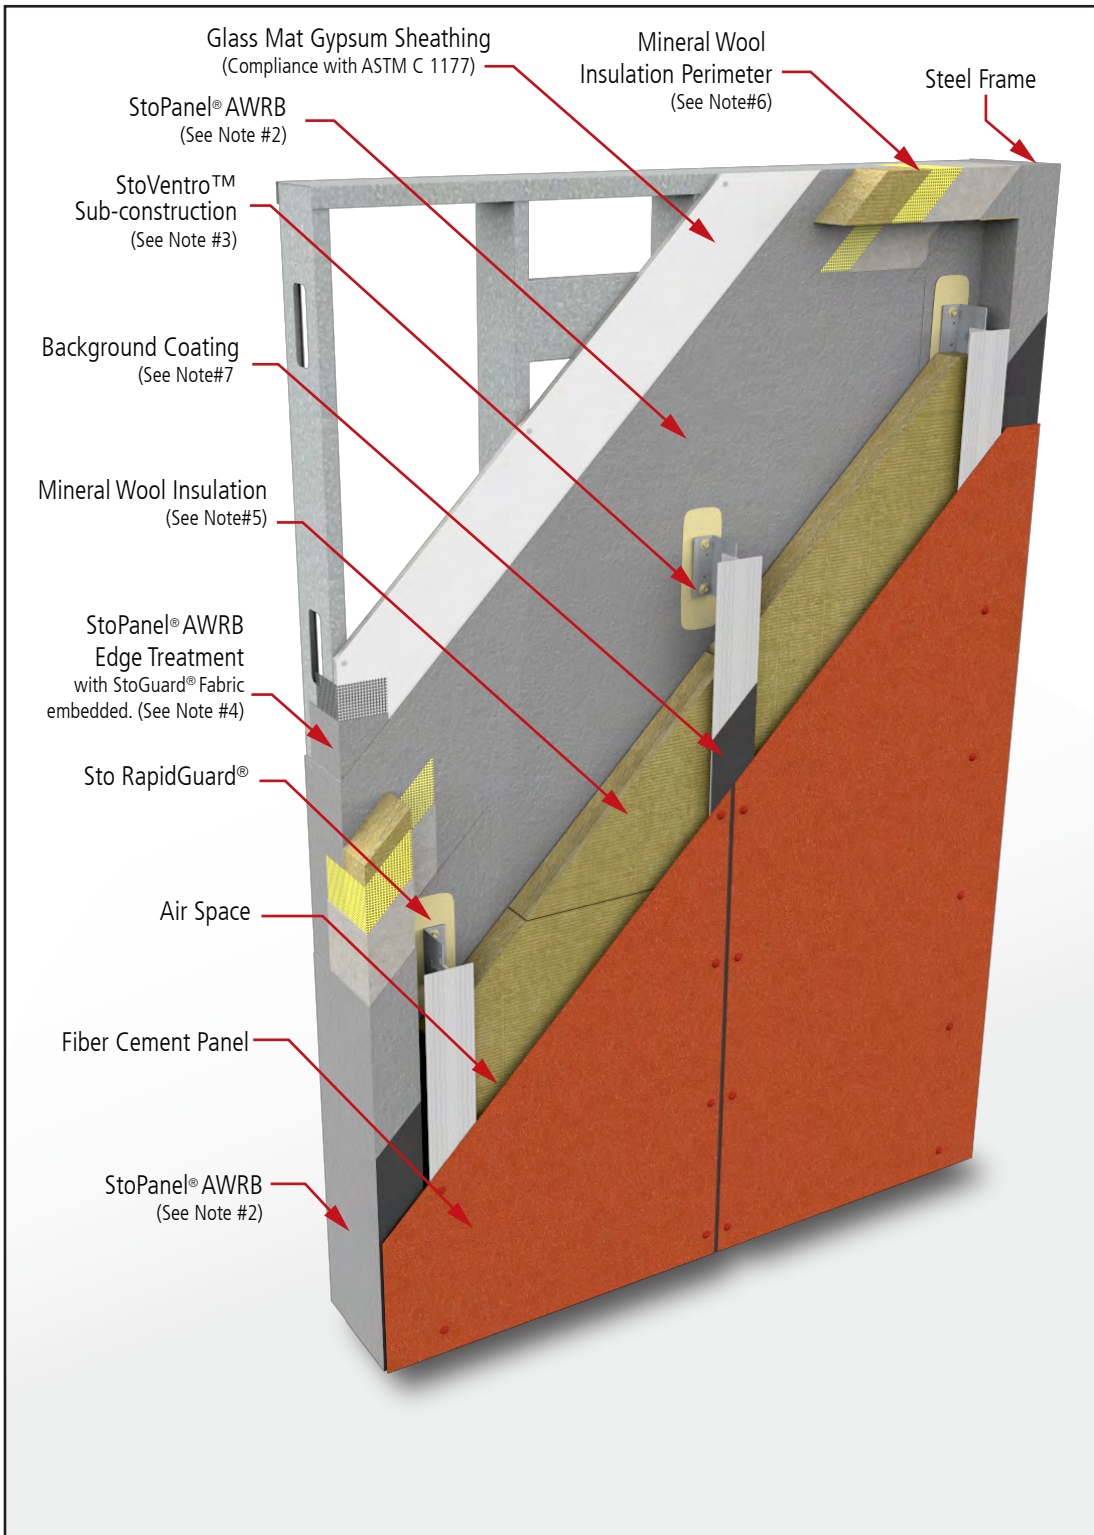 Glass Mat Gypsum Sheathing
(Compliance with ASTM C 1177)
Mineral Wool
Insulation Perimeter
(See Note#6)
Steel Frame
StoPanel® AWRB
(See Note #2)
StoVentro™
Sub-construction
(See Note #3)
Background Coating
(See Note#7
Mineral Wool Insulation
(See Note#5)
StoPanel® AWRB
Edge Treatment
with StoGuard® Fabric
embedded. (See Note #4)
Sto RapidGuard®
Air Space
Fiber Cement Panel
StoPanel® AWRB
(See Note #2)